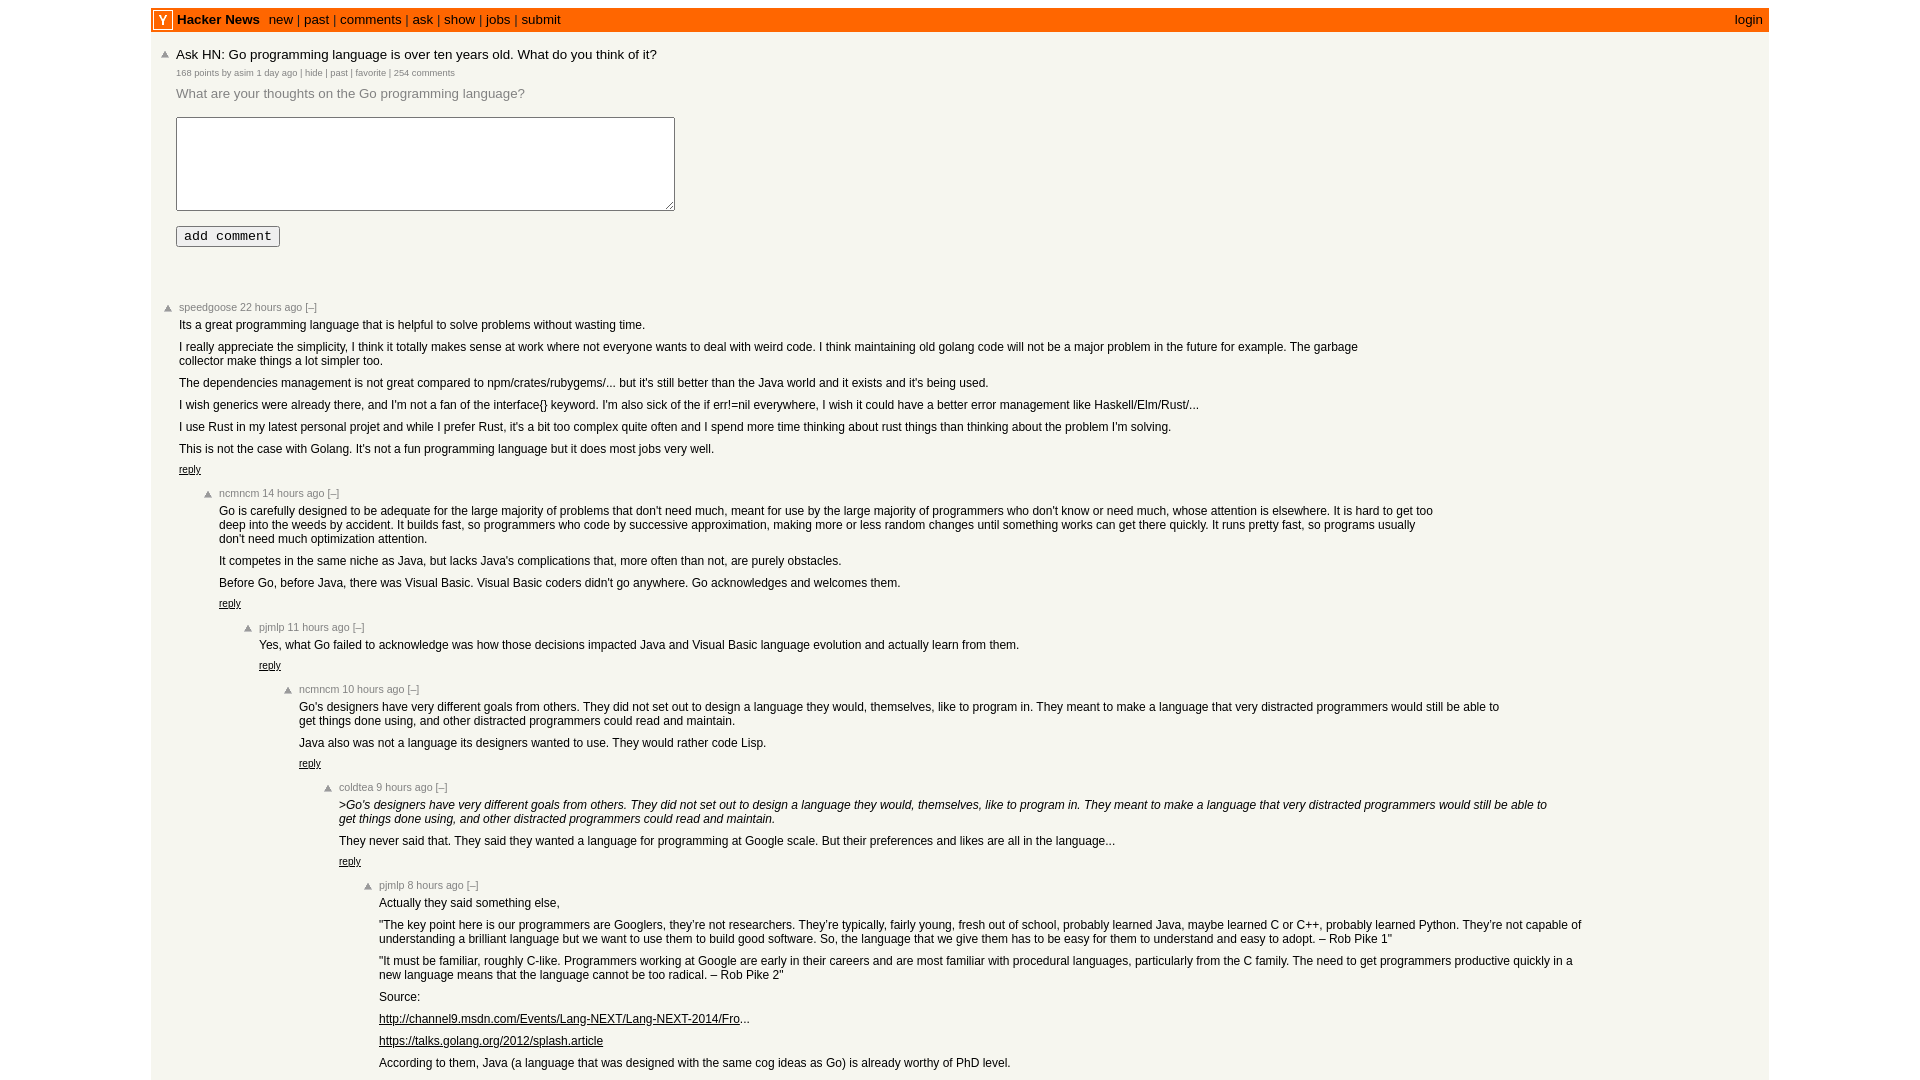 Y Hacker News new | past | comments | ask | show | jobs | submit login
Ask HN: Go programming language is over ten years old. What do you think of it?
168 points by asim 1 day ago | hide | past | favorite | 254 comments
What are your thoughts on the Go programming language?
add comment
speedgoose 22 hours ago [–]
Its a great programming language that is helpful to solve problems without wasting time.
I really appreciate the simplicity, I think it totally makes sense at work where not everyone wants to deal with weird code. I think maintaining old golang code will not be a major problem in the future for example. The garbage
collector make things a lot simpler too.
The dependencies management is not great compared to npm/crates/rubygems/... but it's still better than the Java world and it exists and it's being used.
I wish generics were already there, and I'm not a fan of the interface{} keyword. I'm also sick of the if err!=nil everywhere, I wish it could have a better error management like Haskell/Elm/Rust/...
I use Rust in my latest personal projet and while I prefer Rust, it's a bit too complex quite often and I spend more time thinking about rust things than thinking about the problem I'm solving.
This is not the case with Golang. It's not a fun programming language but it does most jobs very well.
reply
ncmncm 14 hours ago [–]
Go is carefully designed to be adequate for the large majority of problems that don't need much, meant for use by the large majority of programmers who don't know or need much, whose attention is elsewhere. It is hard to get too
deep into the weeds by accident. It builds fast, so programmers who code by successive approximation, making more or less random changes until something works can get there quickly. It runs pretty fast, so programs usually
don't need much optimization attention.
It competes in the same niche as Java, but lacks Java's complications that, more often than not, are purely obstacles.
Before Go, before Java, there was Visual Basic. Visual Basic coders didn't go anywhere. Go acknowledges and welcomes them.
reply
pjmlp 11 hours ago [–]
Yes, what Go failed to acknowledge was how those decisions impacted Java and Visual Basic language evolution and actually learn from them.
reply
ncmncm 10 hours ago [–]
Go's designers have very different goals from others. They did not set out to design a language they would, themselves, like to program in. They meant to make a language that very distracted programmers would still be able to
get things done using, and other distracted programmers could read and maintain.
Java also was not a language its designers wanted to use. They would rather code Lisp.
reply
coldtea 9 hours ago [–]
>Go's designers have very different goals from others. They did not set out to design a language they would, themselves, like to program in. They meant to make a language that very distracted programmers would still be able to
get things done using, and other distracted programmers could read and maintain.
They never said that. They said they wanted a language for programming at Google scale. But their preferences and likes are all in the language...
reply
pjmlp 8 hours ago [–]
Actually they said something else,
"The key point here is our programmers are Googlers, they’re not researchers. They’re typically, fairly young, fresh out of school, probably learned Java, maybe learned C or C++, probably learned Python. They’re not capable of
understanding a brilliant language but we want to use them to build good software. So, the language that we give them has to be easy for them to understand and easy to adopt. – Rob Pike 1"
"It must be familiar, roughly C-like. Programmers working at Google are early in their careers and are most familiar with procedural languages, particularly from the C family. The need to get programmers productive quickly in a
new language means that the language cannot be too radical. – Rob Pike 2"
Source:
http://channel9.msdn.com/Events/Lang-NEXT/Lang-NEXT-2014/Fro...
https://talks.golang.org/2012/splash.article
According to them, Java (a language that was designed with the same cog ideas as Go) is already worthy of PhD level.